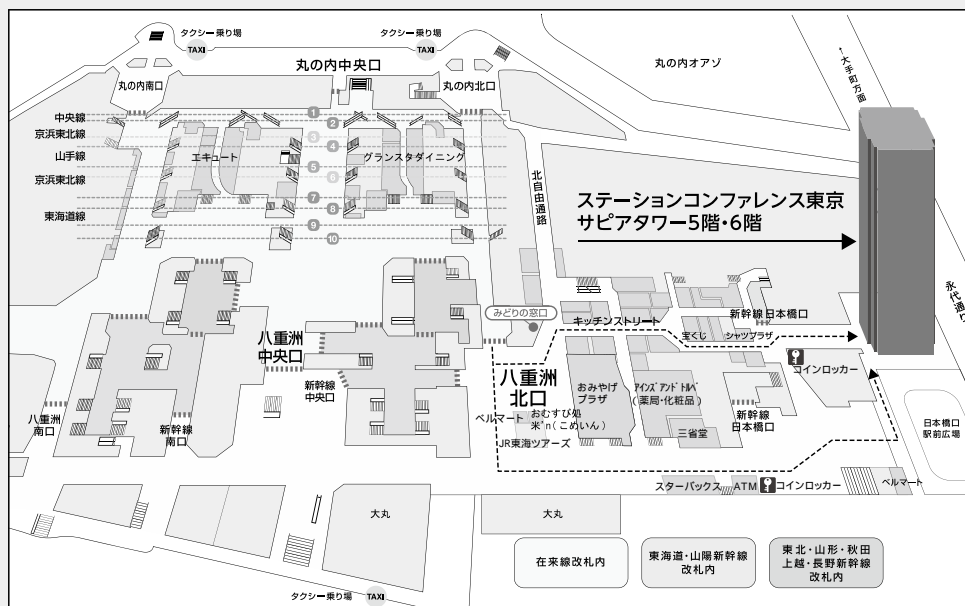 タクシー乗り場
TAXI
タクシー乗り場
TAXI
丸の内中央口
丸の内南口
丸の内北口
丸の内オアゾ
←大手町方面
中央線
京浜東北線
山手線
京浜東北線
東海道線
1
2
3
4
5
6
7
8
9
10
エキュート
グランスタダイニング
北自由通路
ステーションコンファレンス東京
サピアタワー5階・6階
永代通り
みどりの窓口
キッチンストリート
新幹線日本橋口
宝くじ
シャツプラザ
コインロッカー
八重洲
中央口
新幹線
中央口
八重洲
北口
おみやげ
プラザ
アインズアンドトルペ
(薬局・化粧品)
新幹線
日本橋口
ベルマート
おむすび処
米'n(こめいん)
JR東海ツアーズ
三省堂
八重洲
南口
新幹線
南口
日本橋口
駅前広場
スターバックス
ATM
コインロッカー
ベルマート
大丸
大丸
在来線改札内
東海道・山陽新幹線
改札内
東北・山形・秋田
上越・長野新幹線
改札内
タクシー乗り場
TAXI